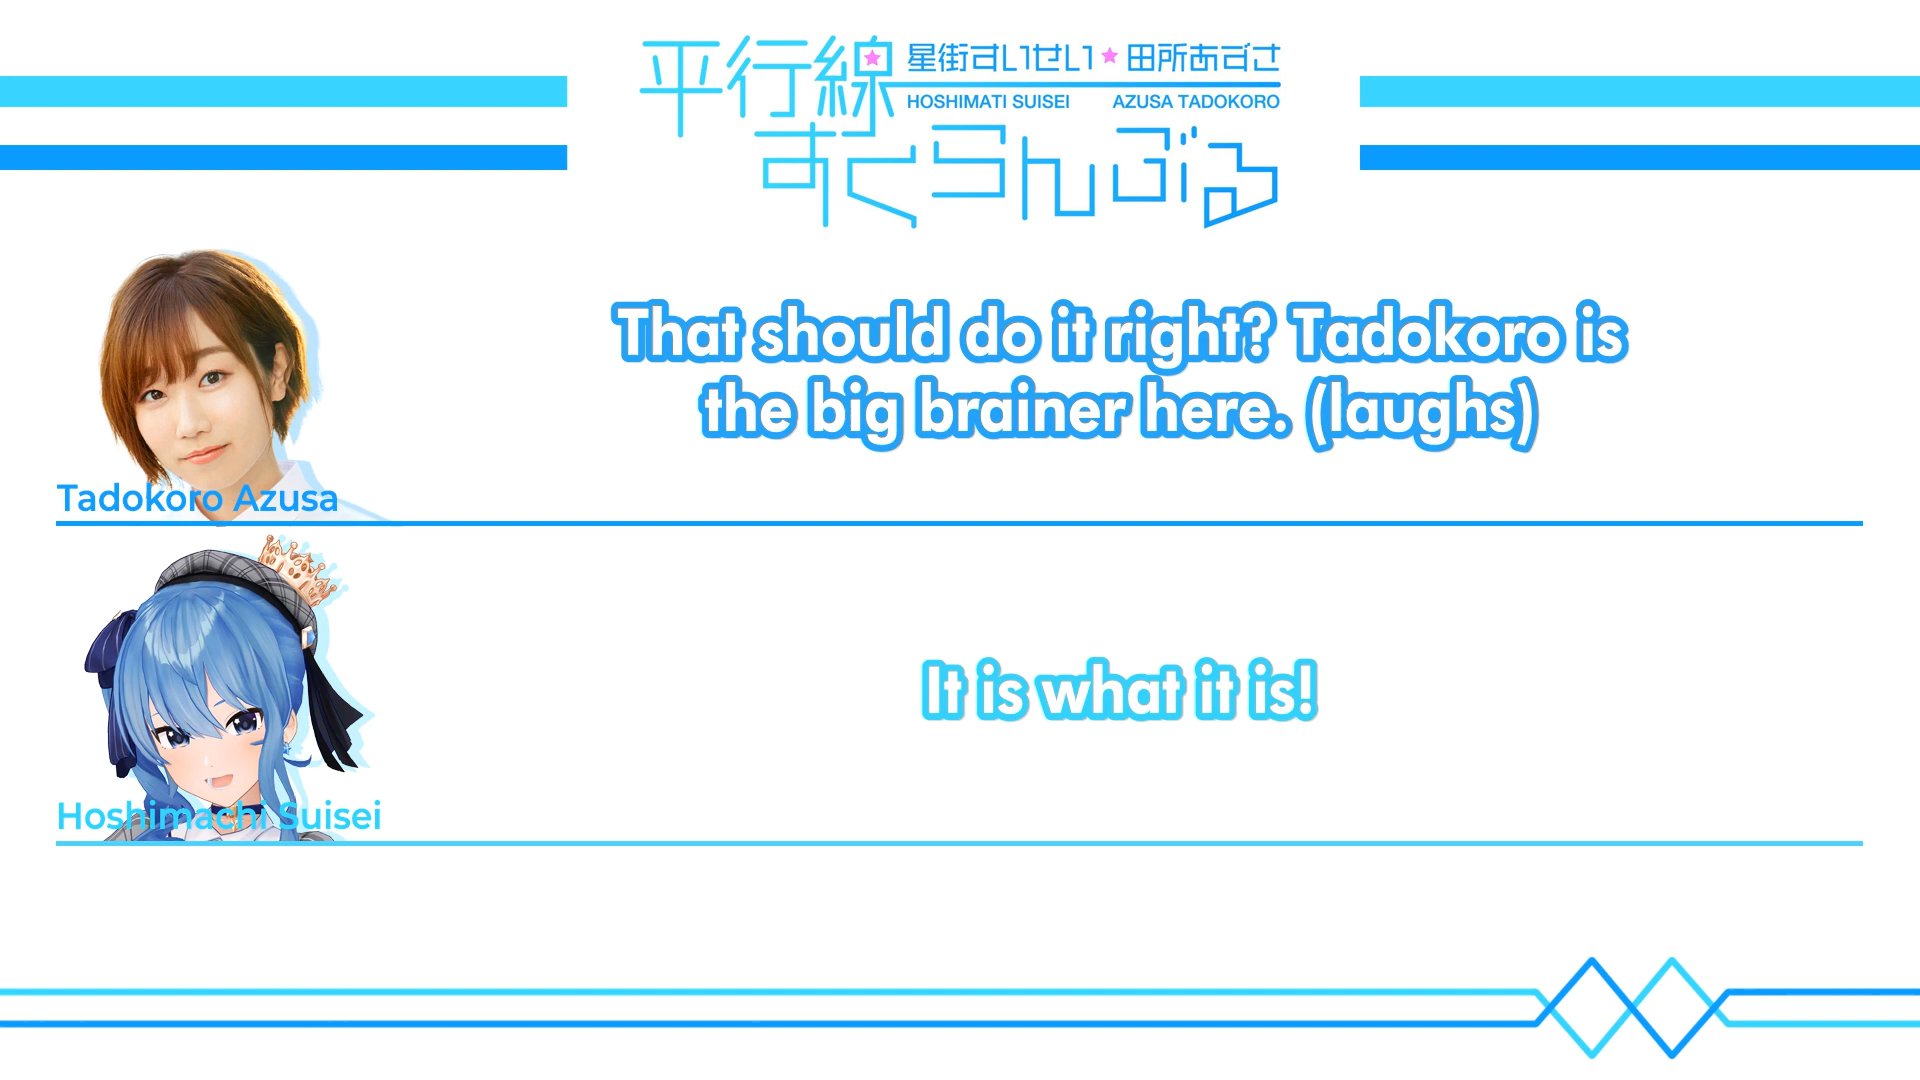 平行線
星街すいせい★田所あずさ
HOSHIMATI SUISEI AZUSA TADOKORO
すくらんぶる
That should do it right? Tadokoro is
the big brainer here. (laughs)
Tadokoro Azusa
It is what it is!
Hoshimachi Suisei